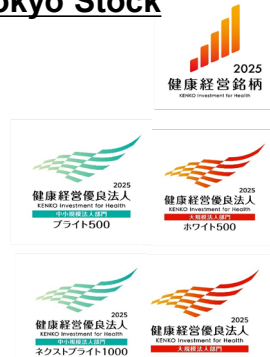 okyo Stock
2025
健康経営銘柄
KENKO Investment for Health
2025
健康経営優良法人
KENKO Investment for Health
中小規模法人部門
ブライト500
2025
健康経営優良法人
KENKO Investment for Health
大規模法人部門
ホワイト500
2025
健康経営優良法人
KENKO Investment for Health
中小規模法人部門
ネクストブライト1000
2025
健康経営優良法人
KENKO Investment for Health
大規模法人部門